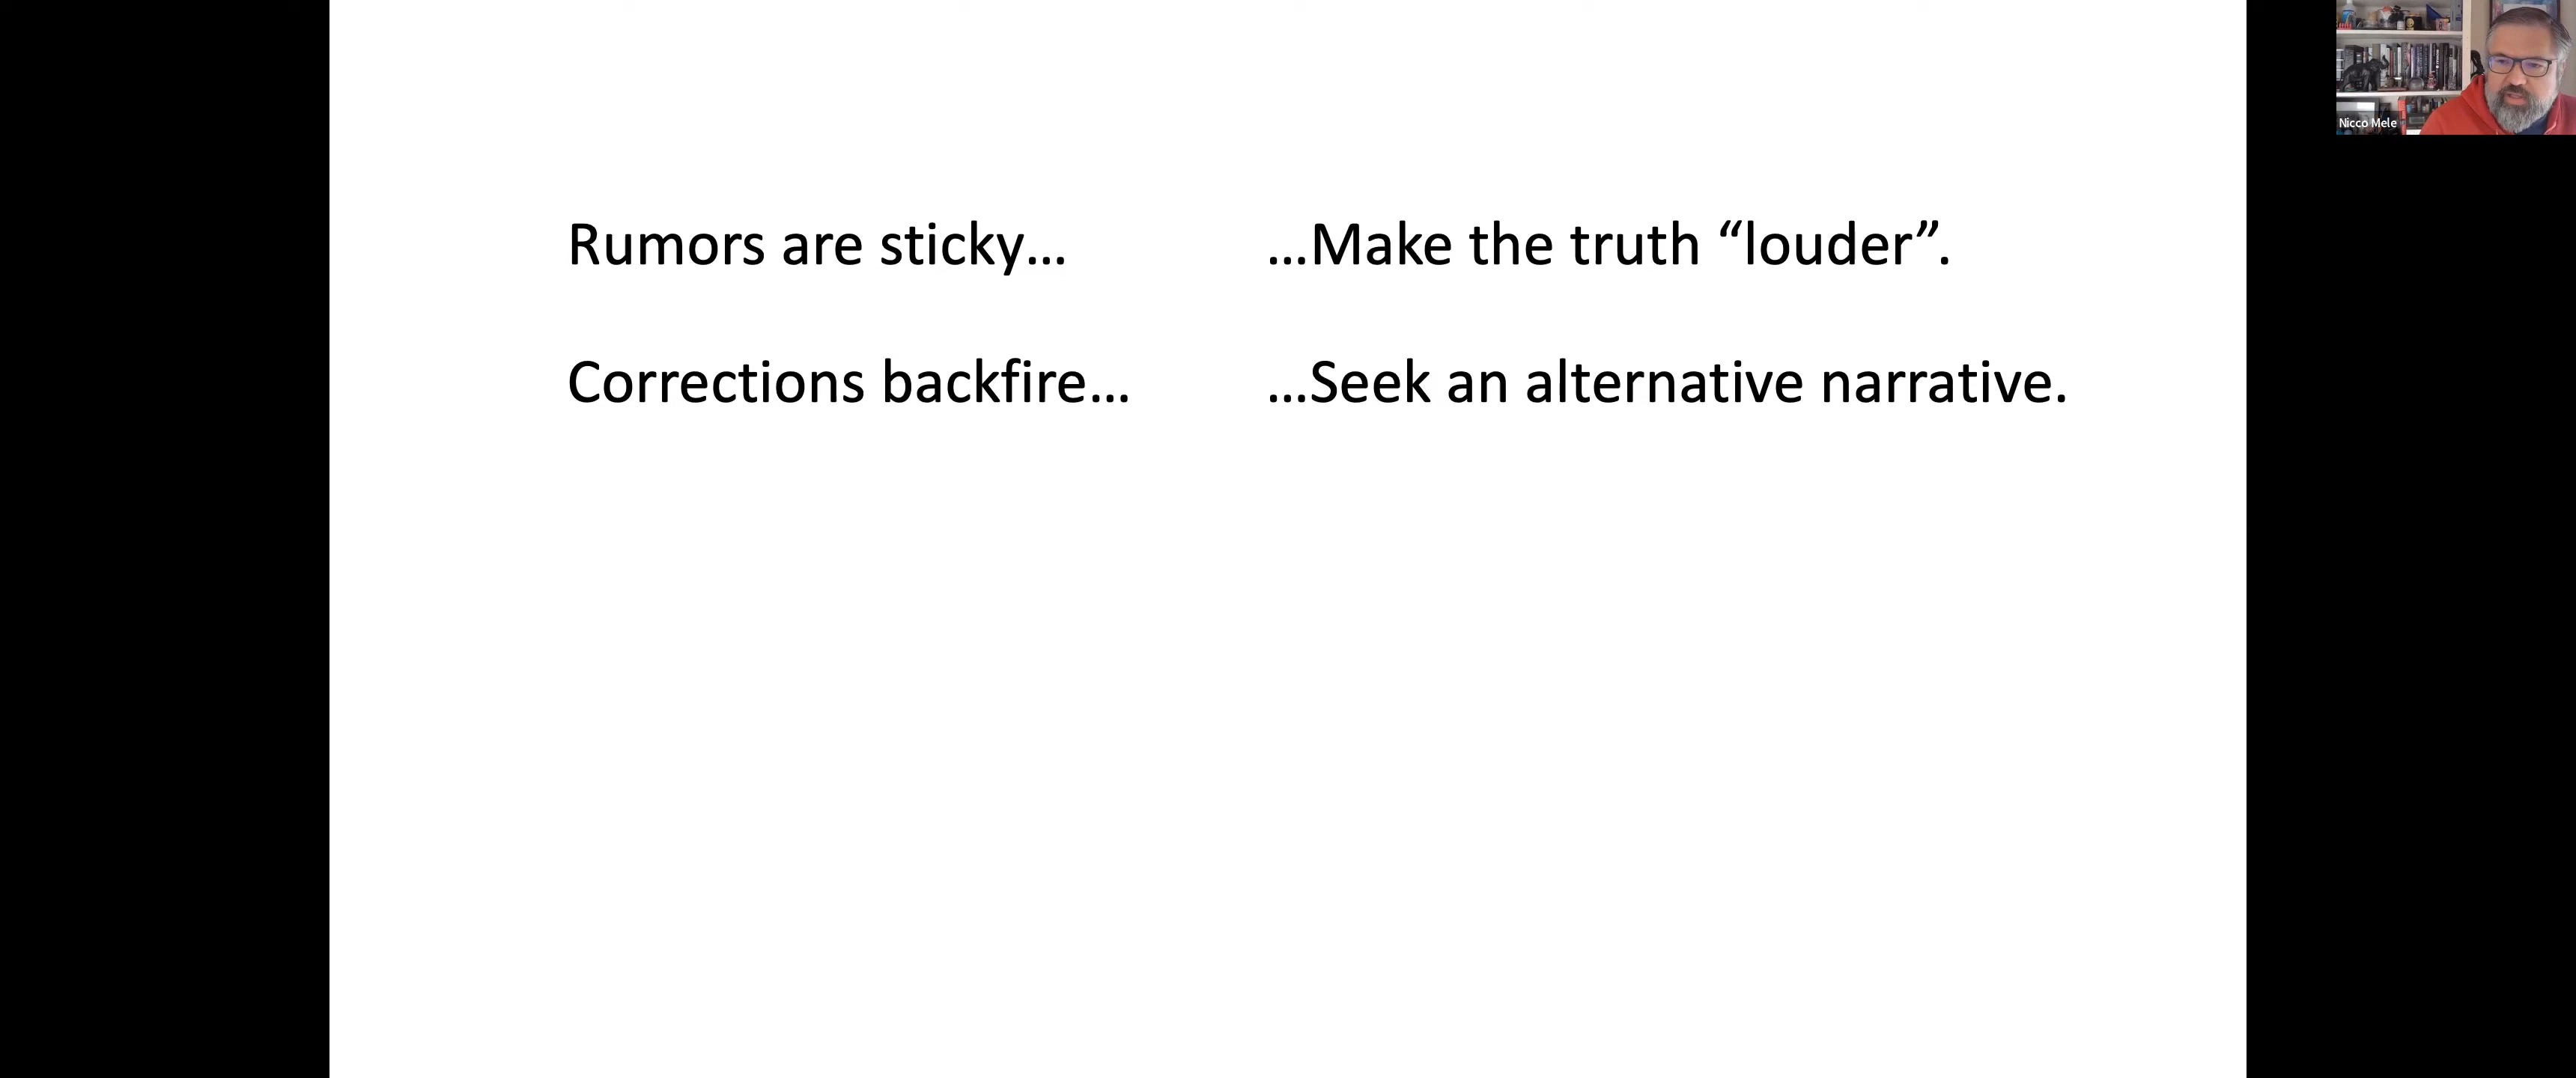 Rumors are sticky… …Make the truth “louder”.
Corrections backfire… …Seek an alternative narrative.
Nicco Mele